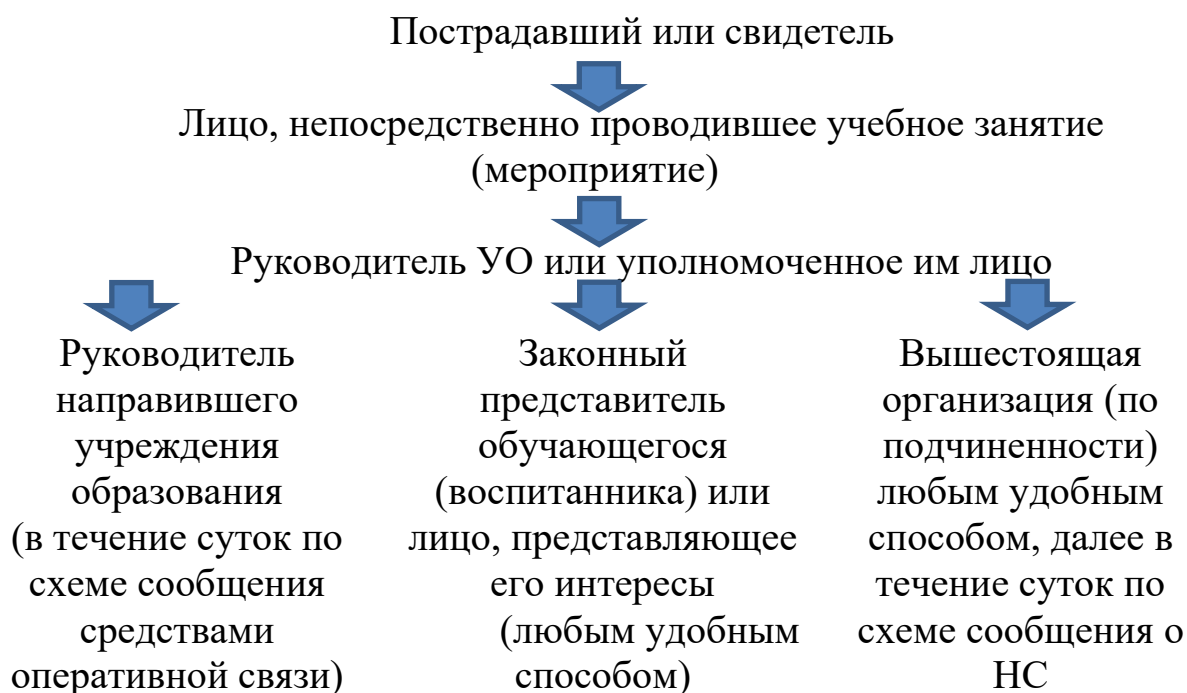 Пострадавший или свидетель
Лицо, непосредственно проводившее учебное занятие
(мероприятие)
Руководитель УО или уполномоченное им лицо
Руководитель
направившего
учреждения
образования
(в течение суток по
схеме сообщения
средствами
оперативной связи)
Законный
представитель
обучающегося
(воспитанника) или
лицо, представляющее
его интересы
(любым удобным
способом)
Вышестоящая
организация (по
подчиненности)
любым удобным
способом, далее в
течение суток по
схеме сообщения о
НС